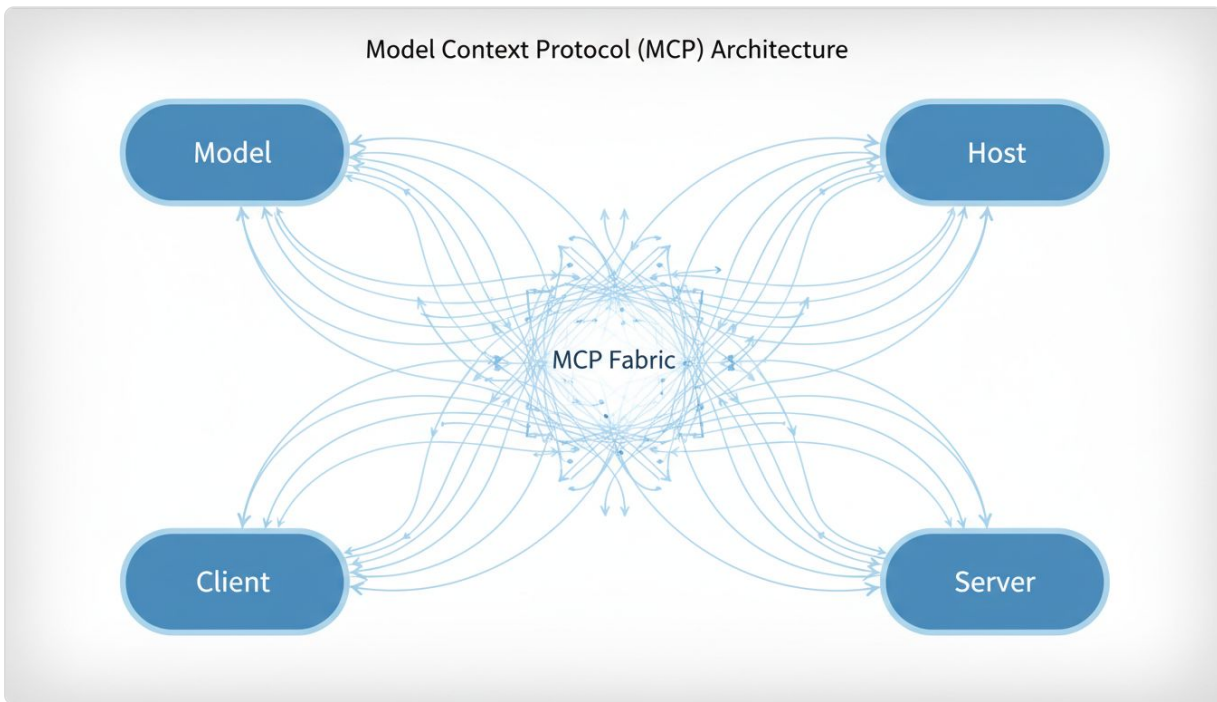 Model Context Protocol (MCP) Architecture
Model
Host
MCP Fabric
Client
Server